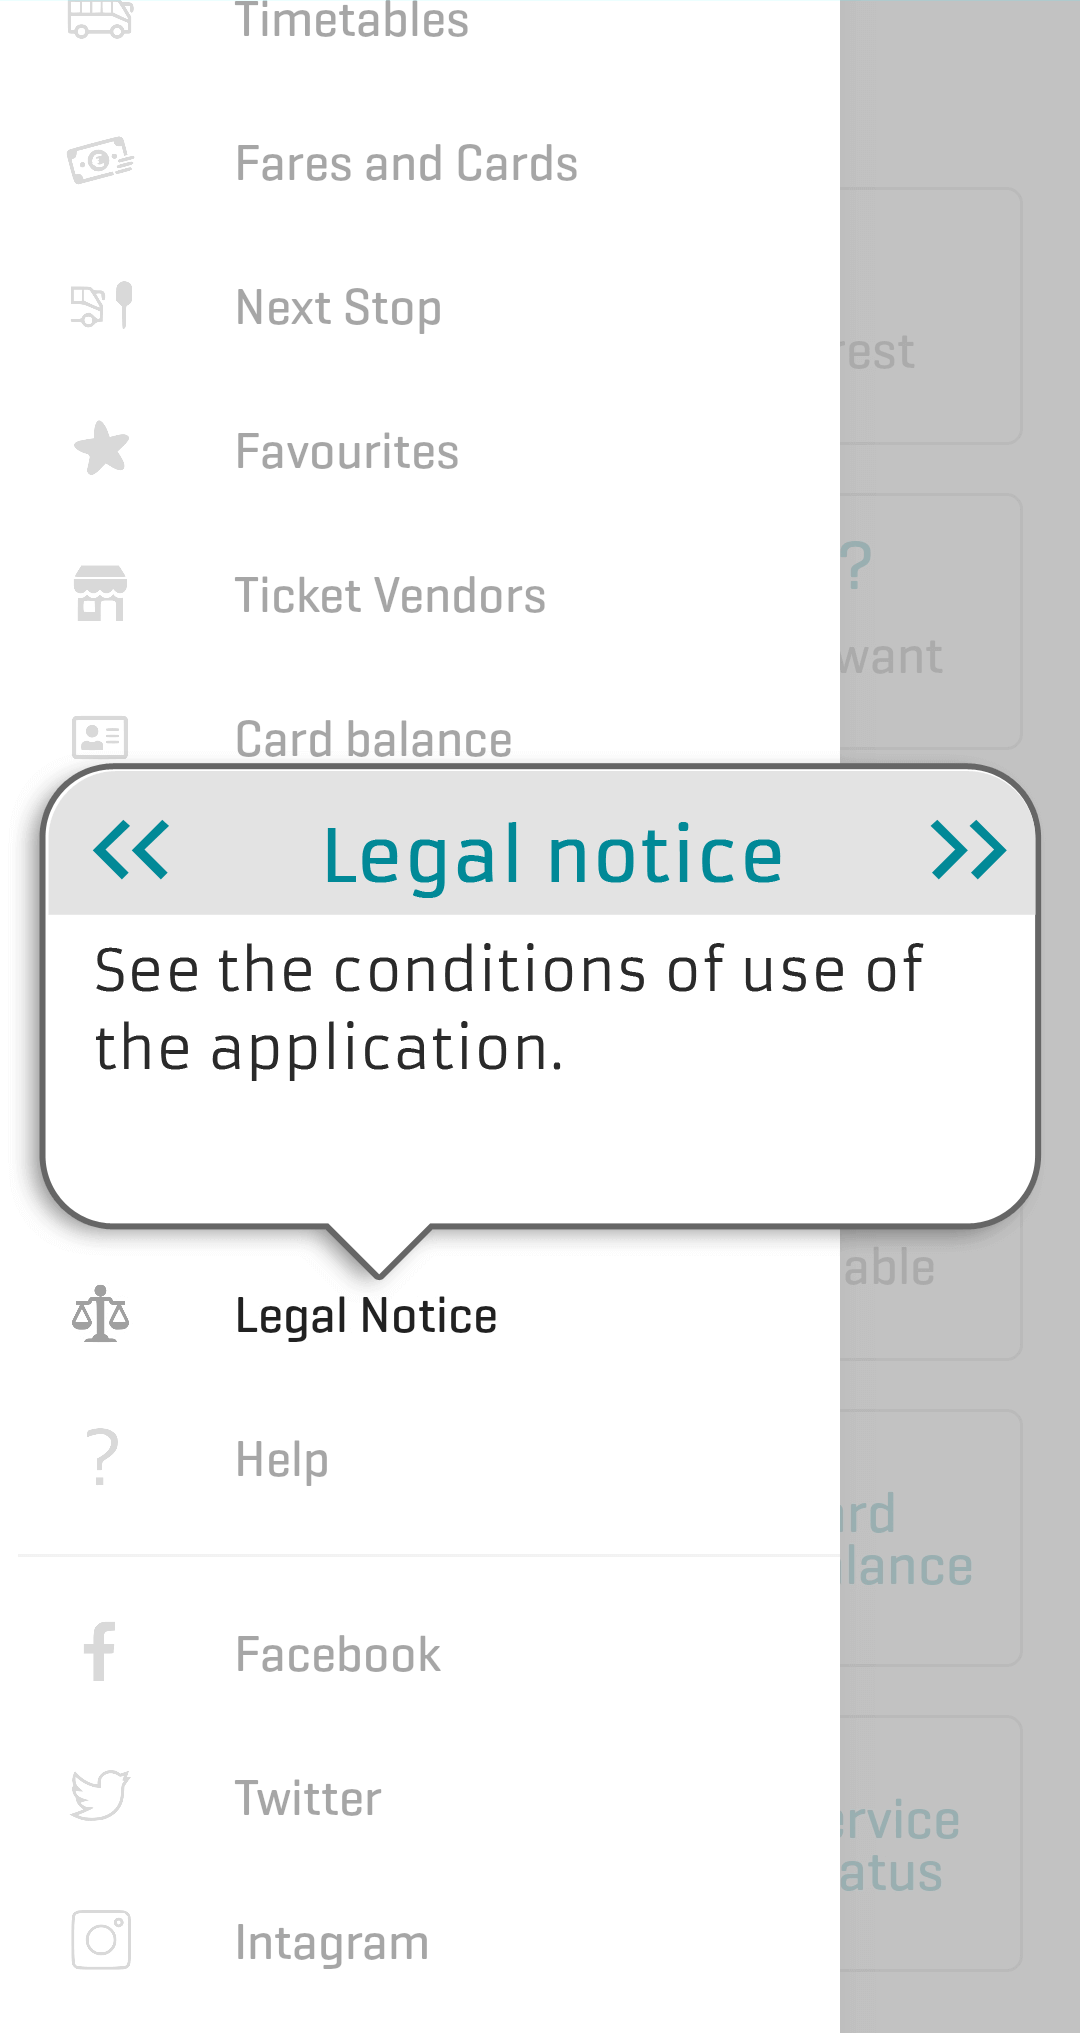 Timetables
Fares and Cards
Next Stop
rest
Favourites
?
Ticket Vendors
want
Card balance
<< Legal notice >>
See the conditions of use of
the application.
able
Legal Notice
rd
? Help
lance
f Facebook
Twitter
rvice
atus
Intagram